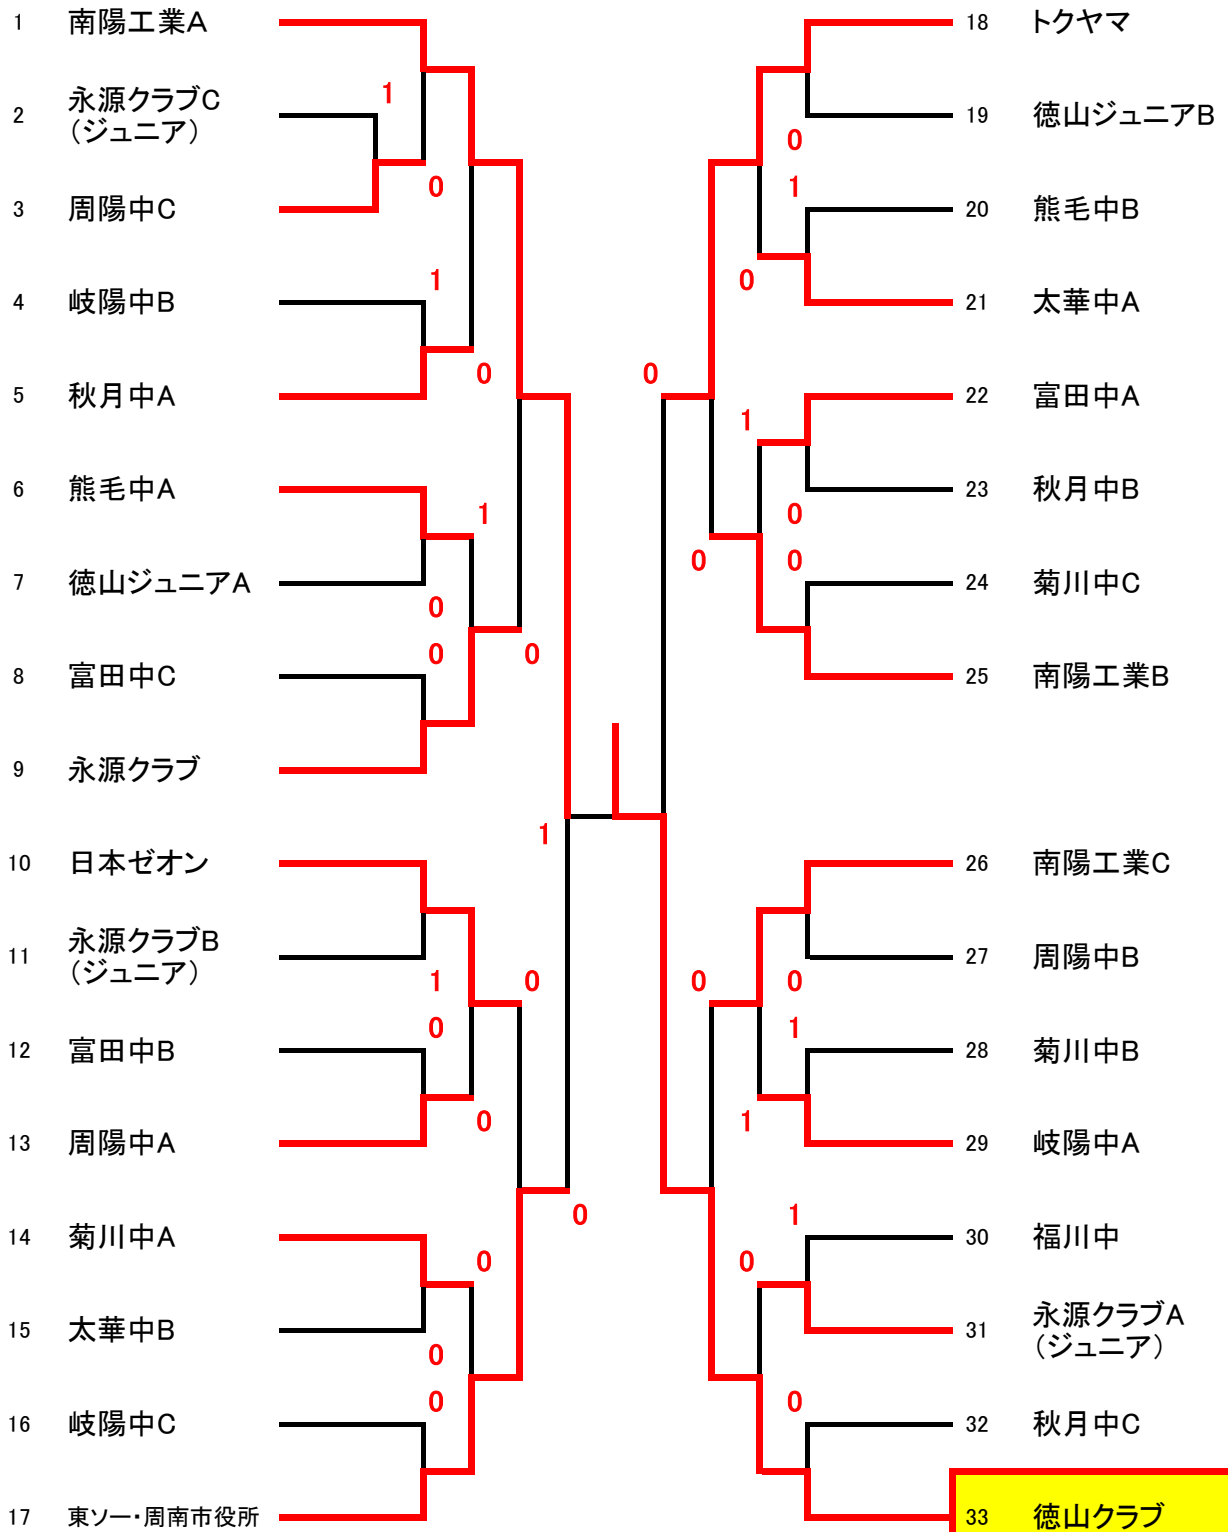 1 南陽工業A
2 永源クラブC
（ジュニア）
1
3 周陽中C
0
4 岐陽中B
1
5 秋月中A
0
6 熊毛中A
1
7 徳山ジュニアA
0
8 富田中C
0
0
9 永源クラブ
1
10 日本ゼオン
11 永源クラブB
（ジュニア）
1
0
12 富田中B
0
13 周陽中A
0
14 菊川中A
0
0
15 太華中B
0
16 岐陽中C
0
17 東ソー・周南市役所
18 トクヤマ
19 徳山ジュニアB
0
20 熊毛中B
1
21 太華中A
0
22 富田中A
0
1
23 秋月中B
0
24 菊川中C
0
0
25 南陽工業B
26 南陽工業C
27 周陽中B
0
0
28 菊川中B
1
29 岐陽中A
1
30 福川中
1
0
31 永源クラブA
（ジュニア）
32 秋月中C
0
33 徳山クラブ